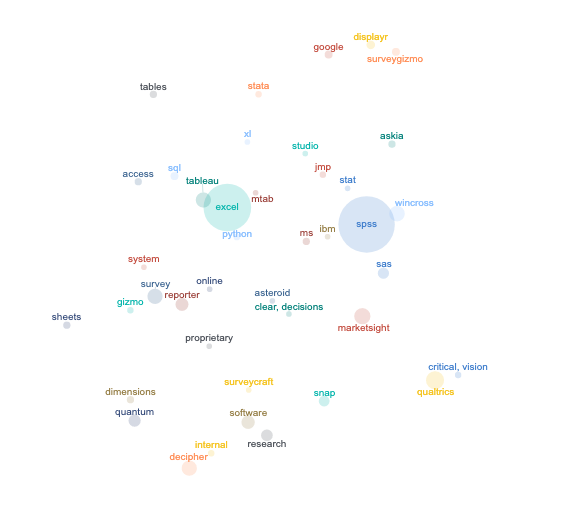 displayr
google
surveygizmo
stata
tables
xl
askia
studio
sql
jmp
access
tableau
stat
mtab
excel
wincross
spss
python
ms
ibm
system
sas
online
survey
reporter
asteroid
gizmo
clear, decisions
sheets
marketsight
proprietary
critical, vision
surveycraft
dimensions
snap
qualtrics
quantum
software
internal
research
decipher